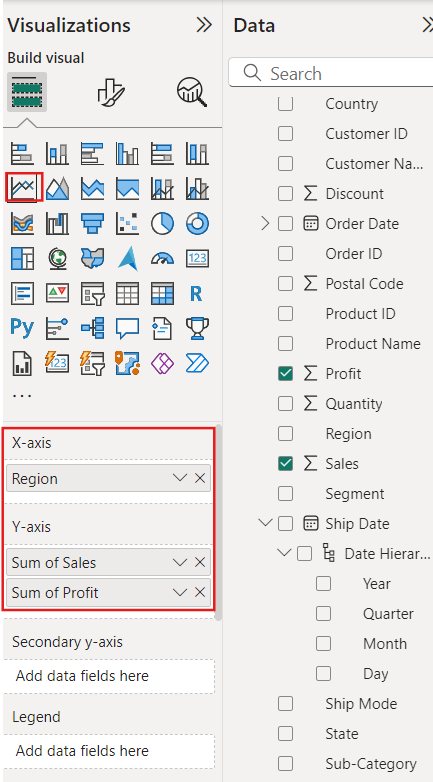 Visualizations
Build visual
123
R
Py
123
...
X-axis
Region
Y-axis
Sum of Sales
Sum of Profit
Secondary y-axis
Add data fields here
Legend
Add data fields here
Data
Search
Country
Customer ID
Customer Na...
Discount
Order Date
Order ID
Postal Code
Product ID
Product Name
Profit
Quantity
Region
Sales
Segment
Ship Date
Date Hierar...
Year
Quarter
Month
Day
Ship Mode
State
Sub-Category